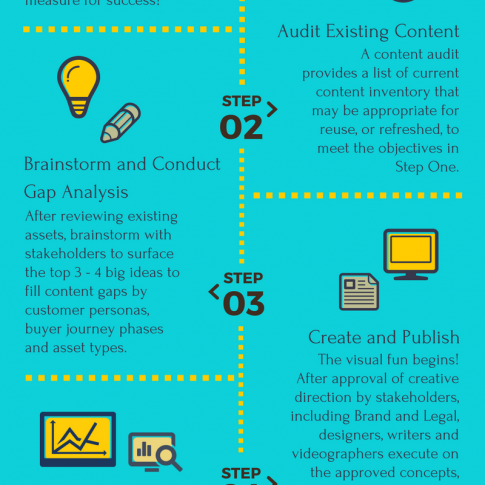 measure for success!
Audit Existing Content
A content audit
provides a list of current
content inventory that
may be appropriate for
reuse, or refreshed, to
meet the objectives in
Step One.
STEP
02
Brainstorm and Conduct
Gap Analysis
After reviewing existing
assets, brainstorm with
stakeholders to surface
the top 3 - 4 big ideas to
fill content gaps by
customer personas,
buyer journey phases
and asset types.
STEP
03
Create and Publish
The visual fun begins!
After approval of creative
direction by stakeholders,
including Brand and Legal,
designers, writers and
videographers execute on
the approved concepts,
STEP